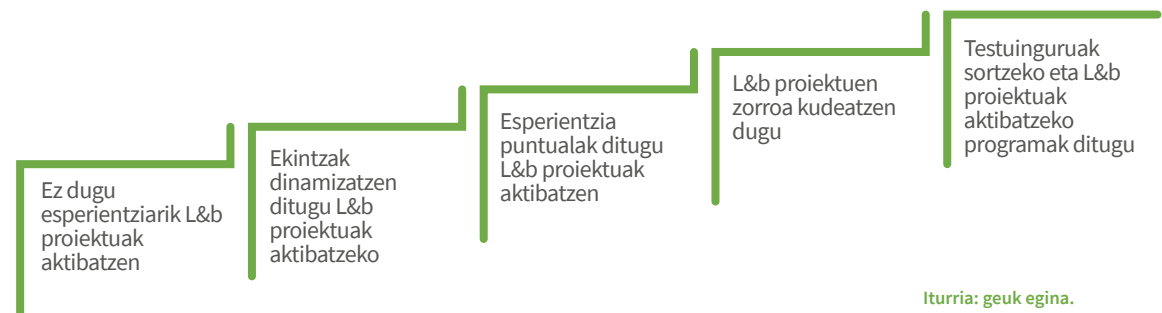 Ez dugu
esperientziarik L&b
proiektuak
aktibatzen
Ekintzak
dinamizatzen
ditugu L&b
proiektuak
aktibatzeko
Esperientzia
puntualak ditugu
L&b proiektuak
aktibatzen
L&b proiektuen
zorroa kudeatzen
dugu
Testuinguruak
sortzeko eta L&b
proiektuak
aktibatzeko
programak ditugu
Iturria: geuk egina.